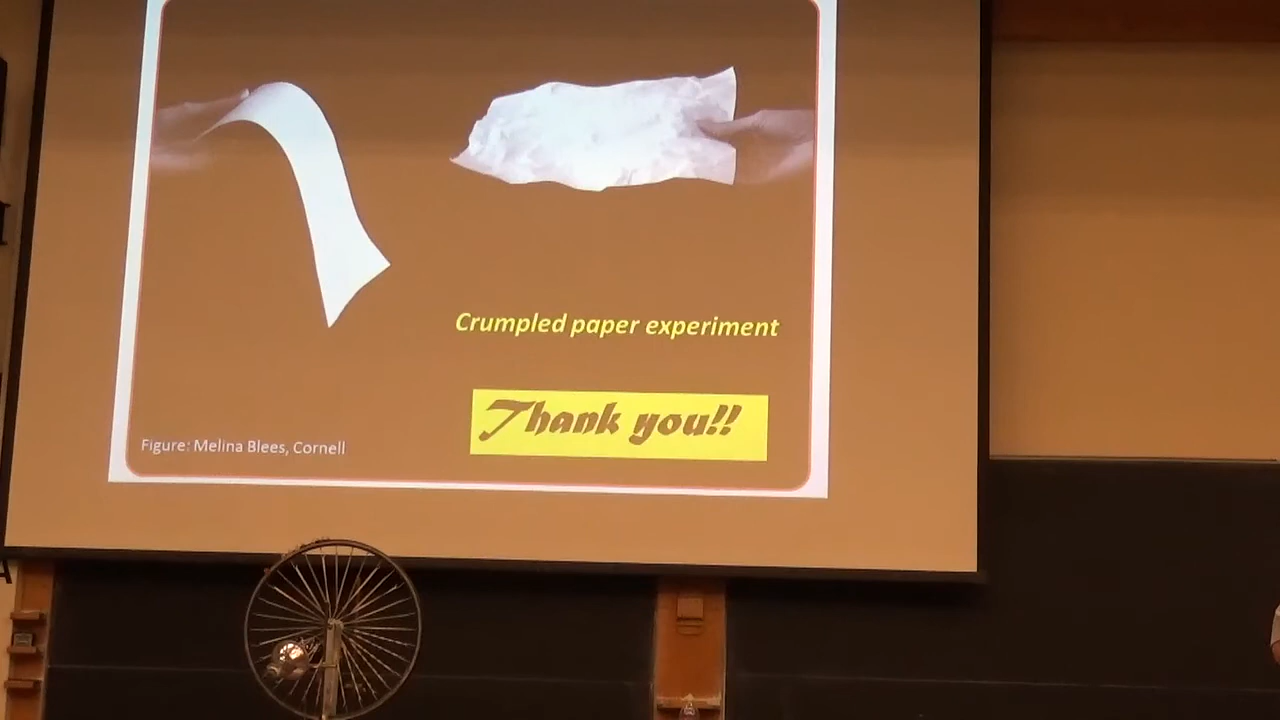 Crumpled paper experiment
Thank you!!
Figure: Melina Blees, Cornell